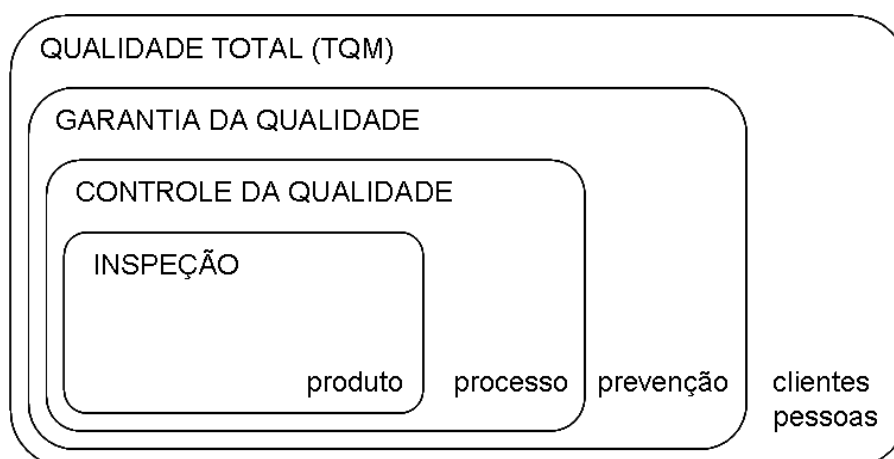 QUALIDADE TOTAL (TQM)
GARANTIA DA QUALIDADE
CONTROLE DA QUALIDADE
INSPEÇÃO
produto
processo
prevenção
clientes
pessoas